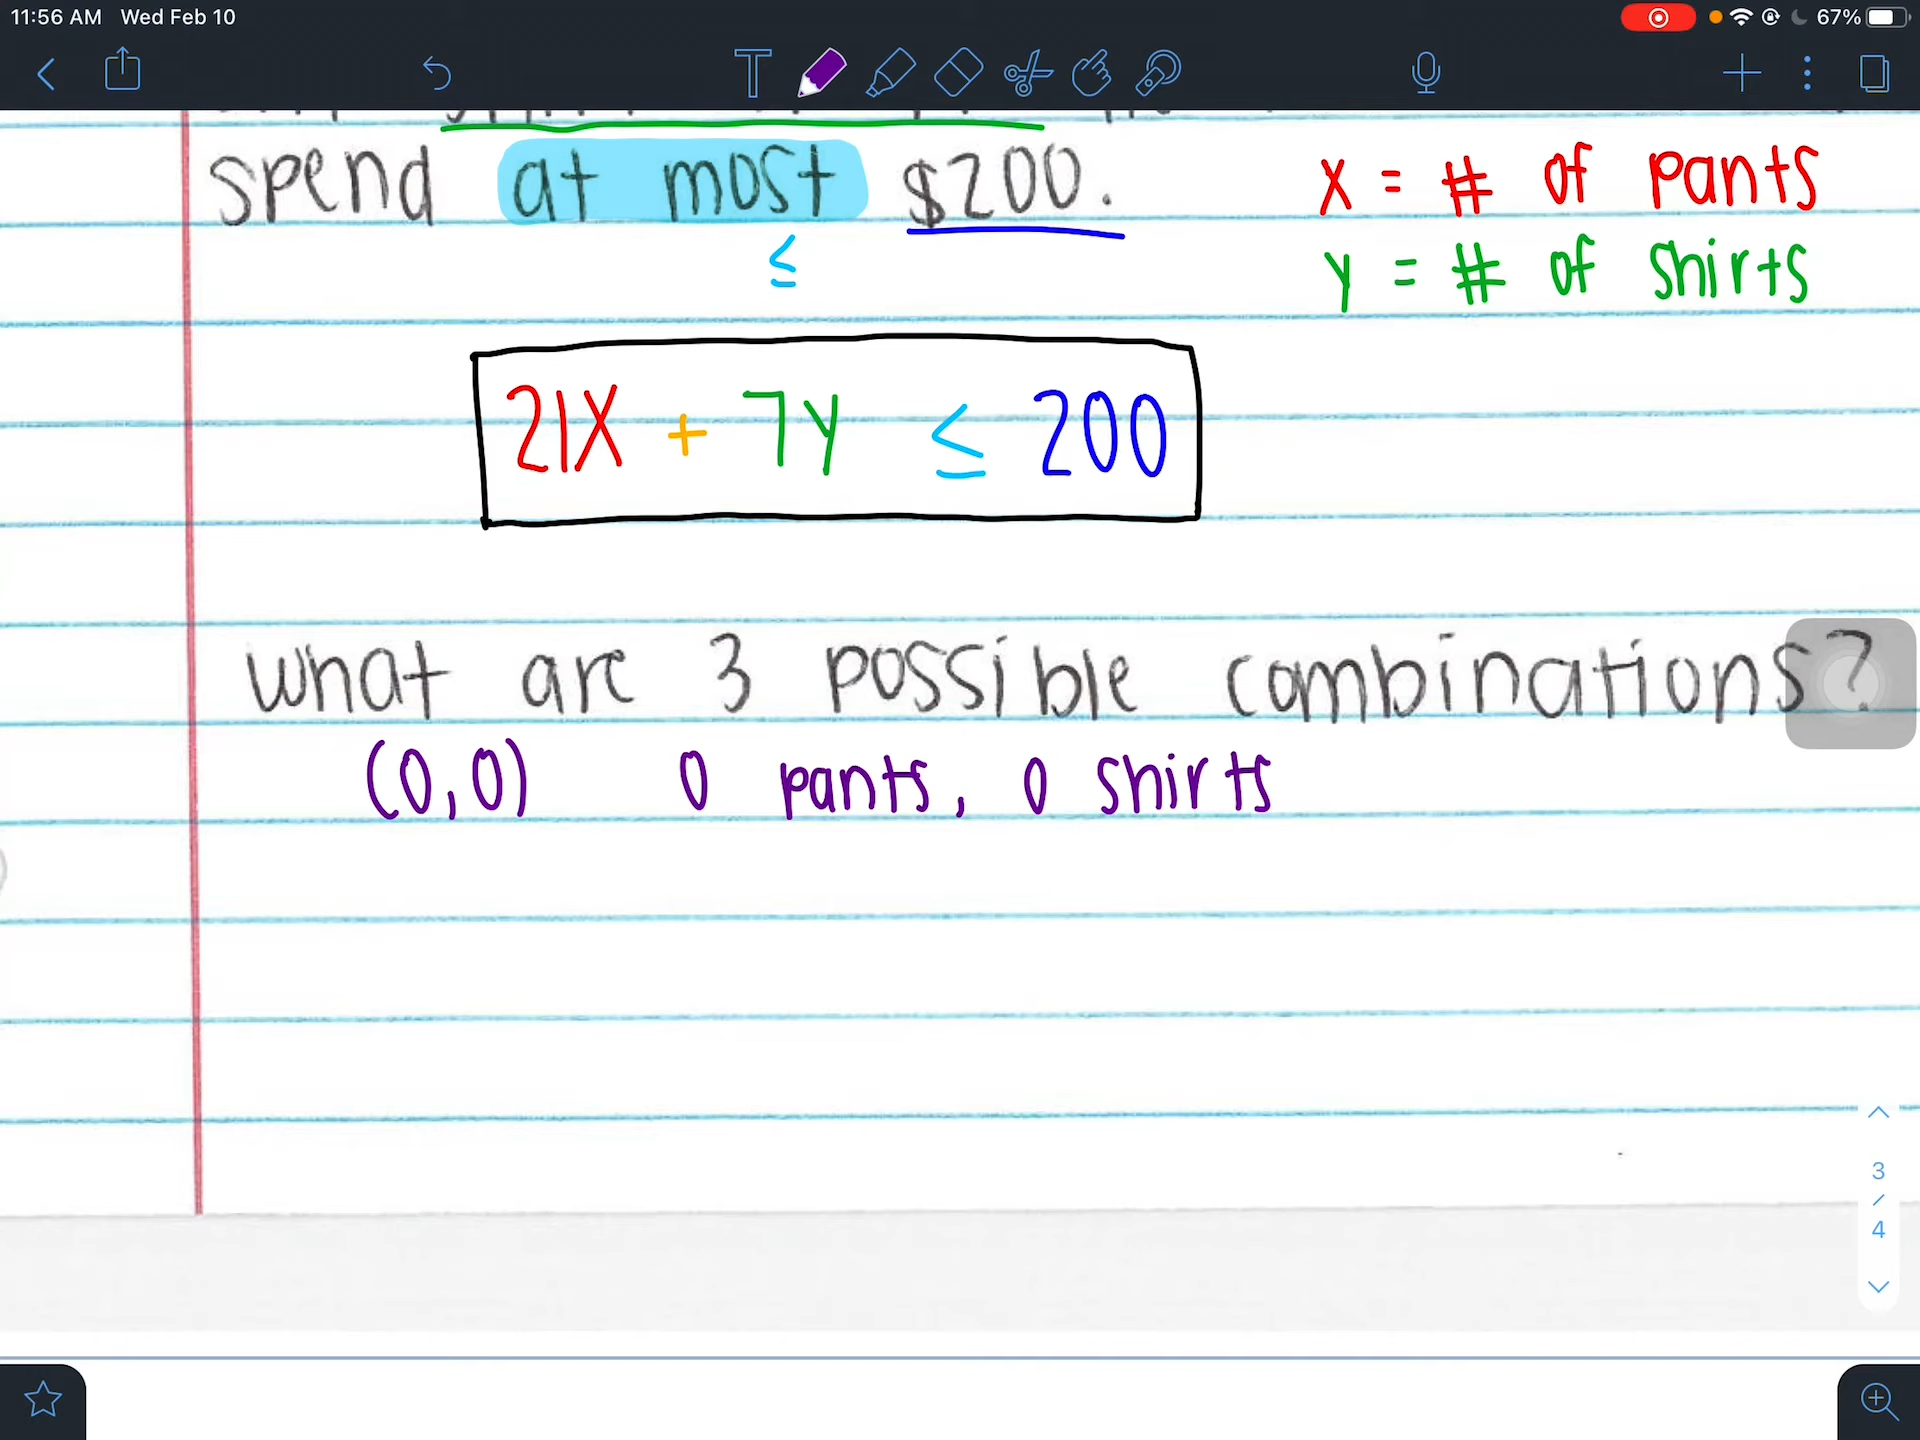 11:56 AM Wed Feb 10 67%
T
spend at most $200.
x = # of pants
≤
y = # of shirts
21x + 7y ≤ 200
what are 3 possible combinations?
(0,0) 0 pants, 0 shirts
3
/
4